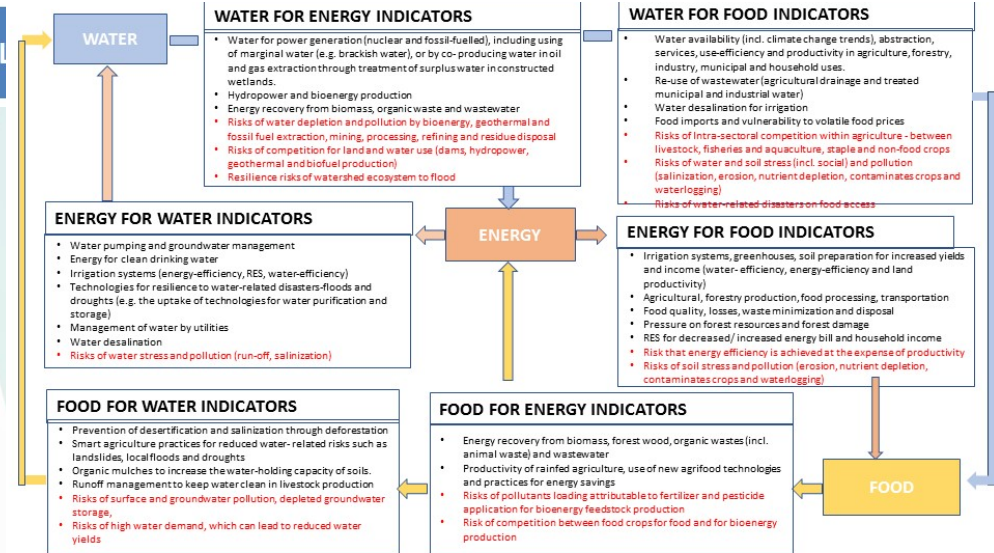 L
WATER
WATER FOR ENERGY INDICATORS
• Water for power generation (nuclear and fossil-fuelled), including using
of marginal water (e.g. brackish water), or by co- producing water in oil
and gas extraction through treatment of surplus water in constructed
wetlands.
• Hydropower and bioenergy production
• Energy recovery from biomass, organic waste and wastewater
• Risks of water depletion and pollution by bioenergy, geothermal and
fossil fuel extraction, mining, processing, refining and residue disposal
• Risks of competition for land and water use (dams, hydropower,
geothermal and biofuel production)
• Resilience risks of watershed ecosystem to flood
WATER FOR FOOD INDICATORS
• Water availability (incl. climate change trends), abstraction,
services, use-efficiency and productivity in agriculture, forestry,
industry, municipal and household uses.
• Re-use of wastewater (agricultural drainage and treated
municipal and industrial water)
• Water desalination for irrigation
• Food imports and vulnerability to volatile food prices
• Risks of Intra-sectoral competition within agriculture - between
livestock, fisheries and aquaculture, staple and non-food crops
• Risks of water and soil stress (incl. social) and pollution
(salinization, erosion, nutrient depletion, contaminates crops and
waterlogging)
• Risks of water-related disasters on food access
ENERGY FOR WATER INDICATORS
• Water pumping and groundwater management
• Energy for clean drinking water
• Irrigation systems (energy-efficiency, RES, water-efficiency)
• Technologies for resilience to water-related disasters-floods and
droughts (e.g. the uptake of technologies for water purification and
storage)
• Management of water by utilities
• Water desalination
• Risks of water stress and pollution (run-off, salinization)
ENERGY
ENERGY FOR FOOD INDICATORS
• Irrigation systems, greenhouses, soil preparation for increased yields
and income (water- efficiency, energy-efficiency and land
productivity)
• Agricultural, forestry production, food processing, transportation
• Food quality, losses, waste minimization and disposal
• Pressure on forest resources and forest damage
• RES for decreased/ increased energy bill and household income
• Risk that energy efficiency is achieved at the expense of productivity
• Risks of soil stress and pollution (erosion, nutrient depletion,
contaminates crops and waterlogging)
FOOD FOR WATER INDICATORS
• Prevention of desertification and salinization through deforestation
• Smart agriculture practices for reduced water- related risks such as
landslides, local floods and droughts
• Organic mulches to increase the water-holding capacity of soils.
• Runoff management to keep water clean in livestock production
• Risks of surface and groundwater pollution, depleted groundwater
storage,
• Risks of high water demand, which can lead to reduced water
yields
FOOD FOR ENERGY INDICATORS
• Energy recovery from biomass, forest wood, organic wastes (incl.
animal waste) and wastewater
• Productivity of rainfed agriculture, use of new agrifood technologies
and practices for energy savings
• Risks of pollutants loading attributable to fertilizer and pesticide
application for bioenergy feedstock production
• Risk of competition between food crops for food and for bioenergy
production
FOOD